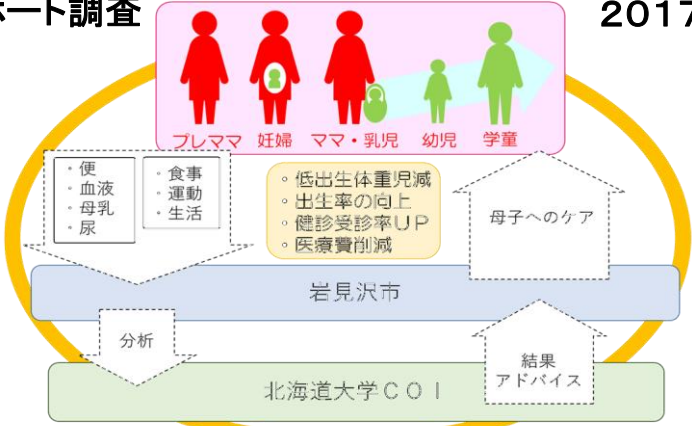 ホート調査
2017
プレママ 妊婦 ママ・乳児 幼児 学童
・便
・血液
・母乳
・尿
・食事
・運動
・生活
・低出生体重児減
・出生率の向上
・健診受診率UP
・医療費削減
母子へのケア
岩見沢市
分析
結果
アドバイス
北海道大学COI